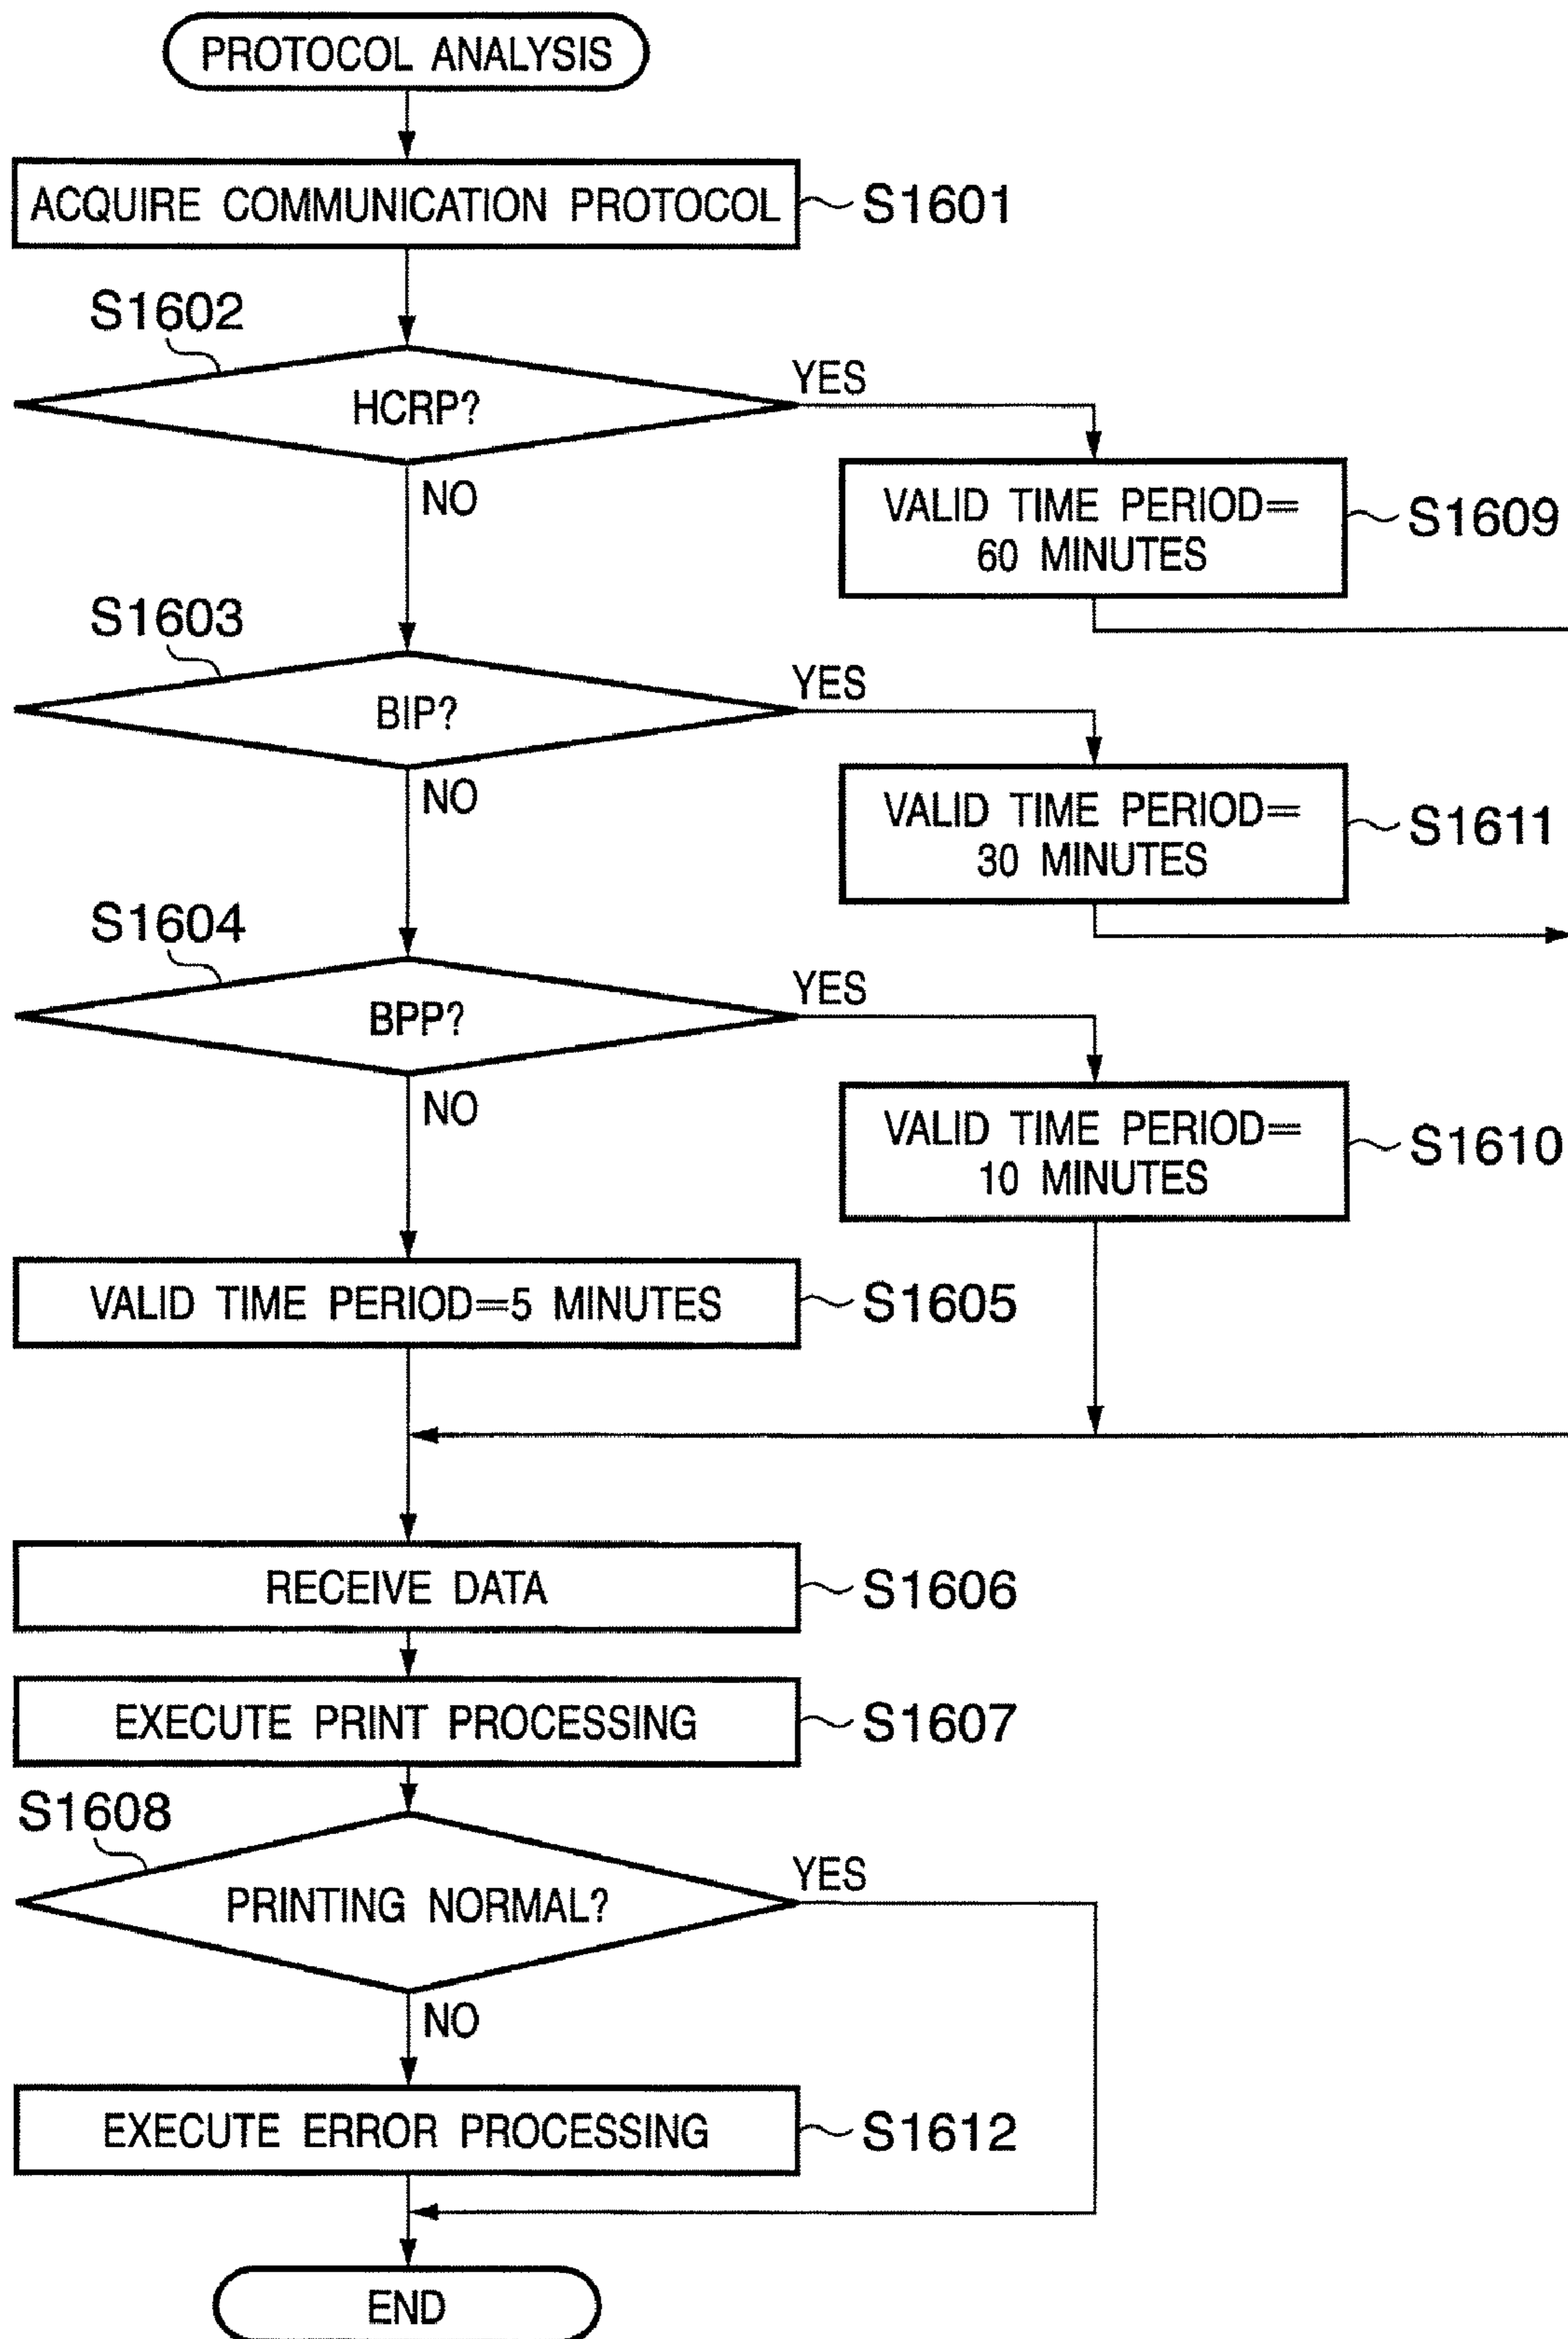 PROTOCOL ANALYSIS
ACQUIRE COMMUNICATION PROTOCOL
S1601
S1602
HCRP?
YES
NO
VALID TIME PERIOD=
60 MINUTES
S1609
S1603
BIP?
YES
NO
VALID TIME PERIOD=
30 MINUTES
S1611
S1604
BPP?
YES
NO
VALID TIME PERIOD=
10 MINUTES
S1610
VALID TIME PERIOD=5 MINUTES
S1605
RECEIVE DATA
S1606
EXECUTE PRINT PROCESSING
S1607
S1608
PRINTING NORMAL?
YES
NO
EXECUTE ERROR PROCESSING
S1612
END